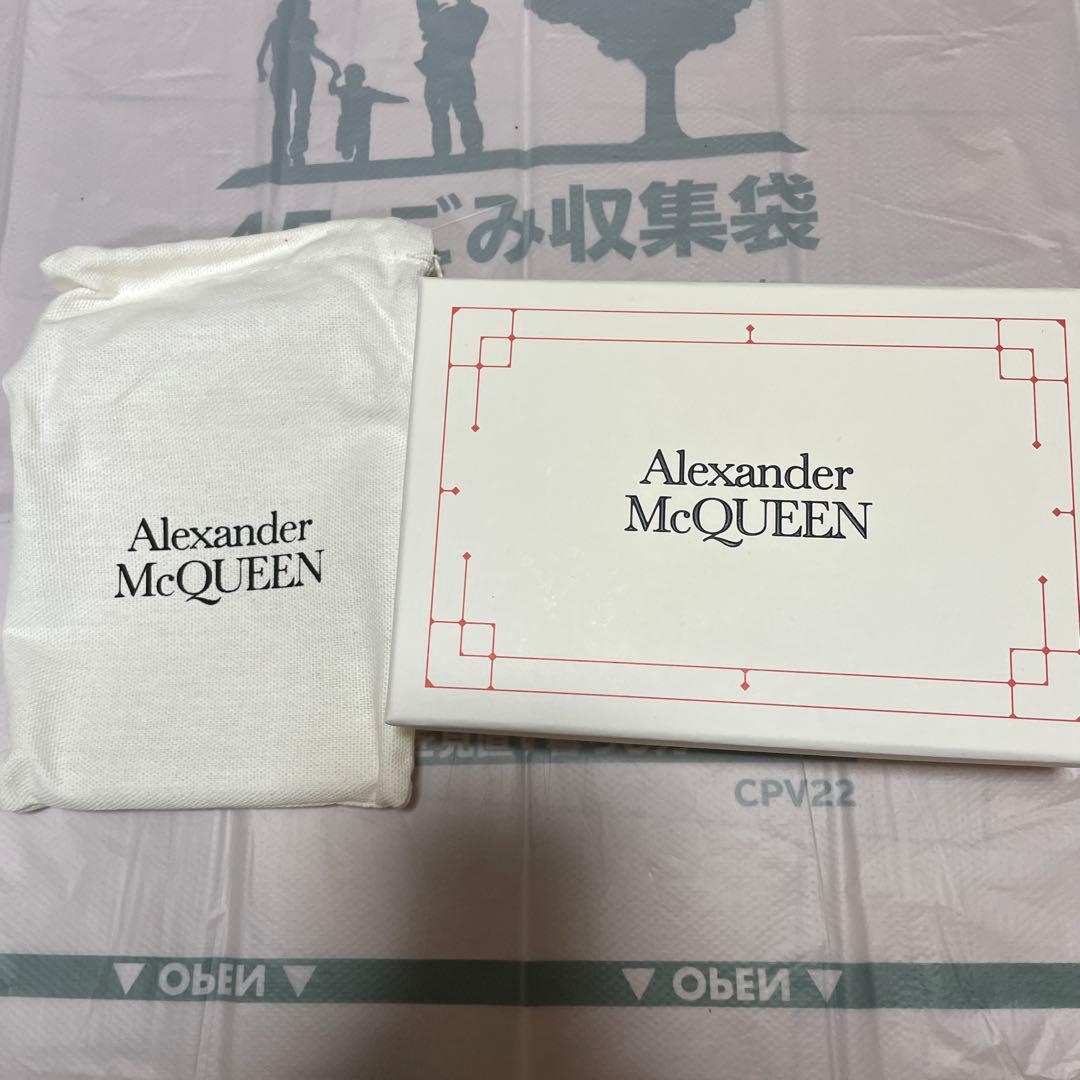 ごみ収集袋
Alexander
McQUEEN
Alexander
McQUEEN
CPV22
▼ OPEN ▼
▼ OPEN ▼